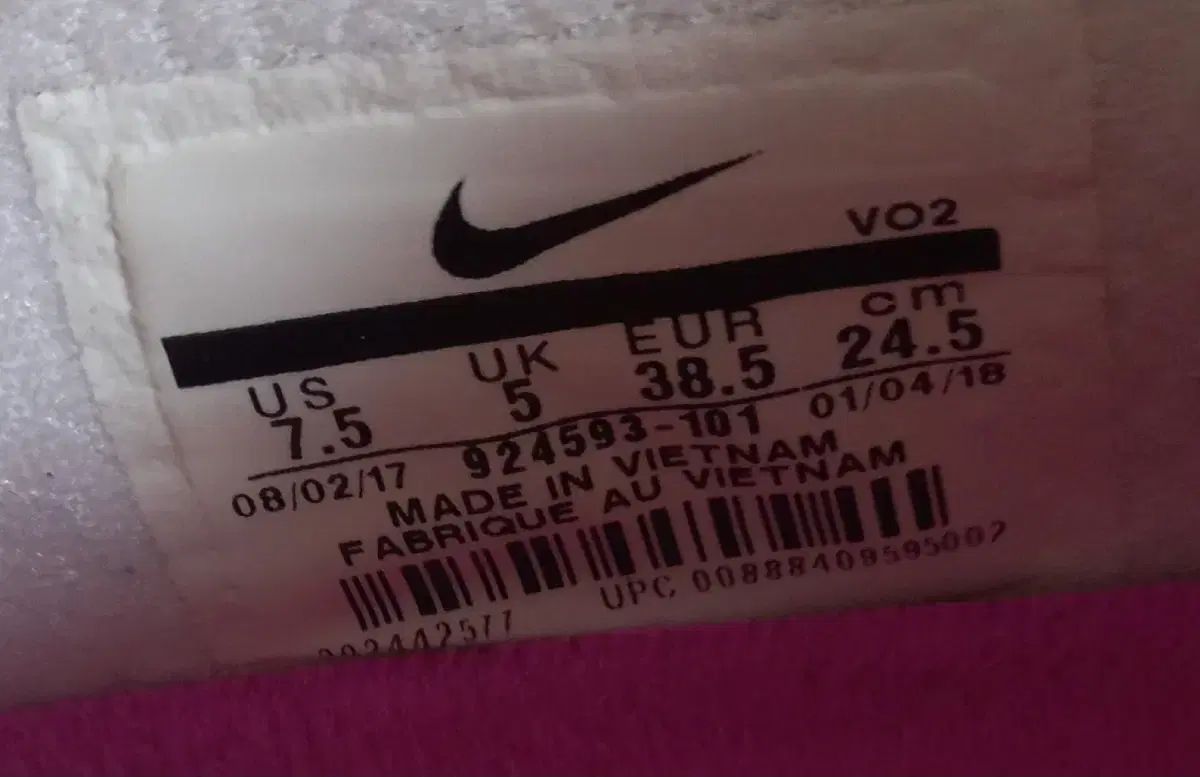 VO2
US UK EUR cm
7.5 5 38.5 24.5
08/02/17 924593-101 01/04/18
MADE IN VIETNAM
FABRIQUE AU VIETNAM
UPC 00888409595007